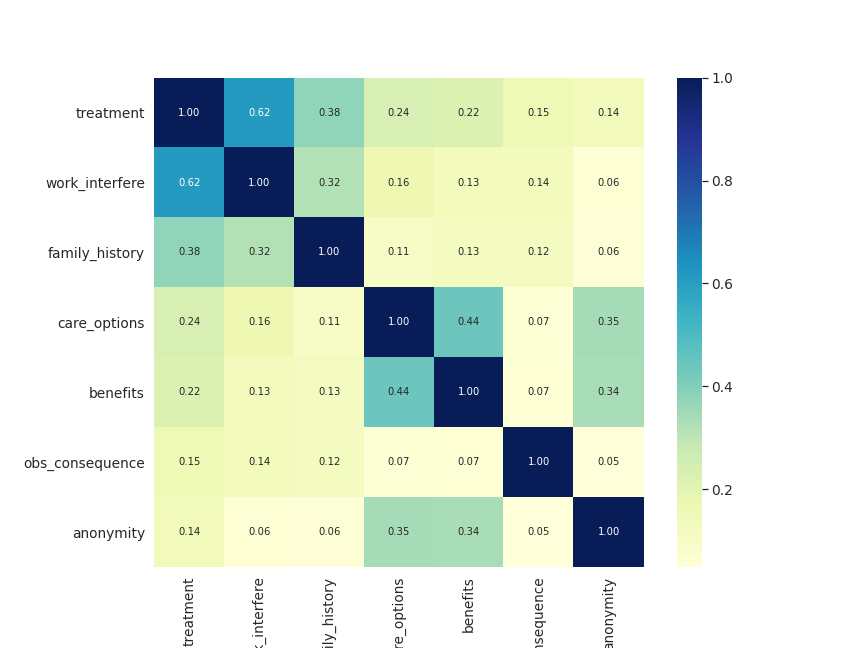 treatment 1.00 0.62 0.38 0.24 0.22 0.15 0.14
work_interfere 0.62 1.00 0.32 0.16 0.13 0.14 0.06
family_history 0.38 0.32 1.00 0.11 0.13 0.12 0.06
care_options 0.24 0.16 0.11 1.00 0.44 0.07 0.35
benefits 0.22 0.13 0.13 0.44 1.00 0.07 0.34
obs_consequence 0.15 0.14 0.12 0.07 0.07 1.00 0.05
anonymity 0.14 0.06 0.06 0.35 0.34 0.05 1.00
treatment
k_interfere
ily_history
re_options
benefits
nsequence
anonymity
1.0
0.8
0.6
0.4
0.2